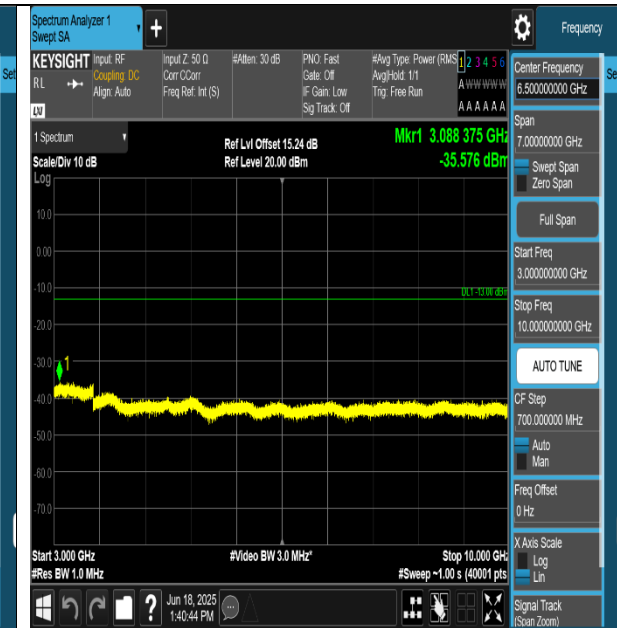 Spectrum Analyzer 1
Swept SA
+
Frequency
Set
Se
KEYSIGHT
RL
LXI
Input: RF
Coupling: DC
Align: Auto
Input Z: 50 Ω
Corr CCorr
Freq Ref: Int (S)
#Atten: 30 dB
PNO: Fast
Gate: Off
IF Gain: Low
Sig Track: Off
#Avg Type: Power (RMS
Avg|Hold: 1/1
Trig: Free Run
1 2 3 4 5 6
A W W W W W
A A A A A A
1 Spectrum
Scale/Div 10 dB
Log
Ref Lvl Offset 15.24 dB
Ref Level 20.00 dBm
Mkr1 3.088 375 GHz
-35.576 dBm
10.0
0.00
-10.0
DL1 -13.00 dBm
-20.0
-30.0
1
-40.0
-50.0
-60.0
-70.0
Start 3.000 GHz
#Res BW 1.0 MHz
#Video BW 3.0 MHz*
Stop 10.000 GHz
#Sweep ~1.00 s (40001 pts
?
Jun 18, 2025
1:40:44 PM
Center Frequency
6.500000000 GHz
Span
7.00000000 GHz
Swept Span
Zero Span
Full Span
Start Freq
3.000000000 GHz
Stop Freq
10.000000000 GHz
AUTO TUNE
CF Step
700.000000 MHz
Auto
Man
Freq Offset
0 Hz
X Axis Scale
Log
Lin
Signal Track
(Span Zoom)